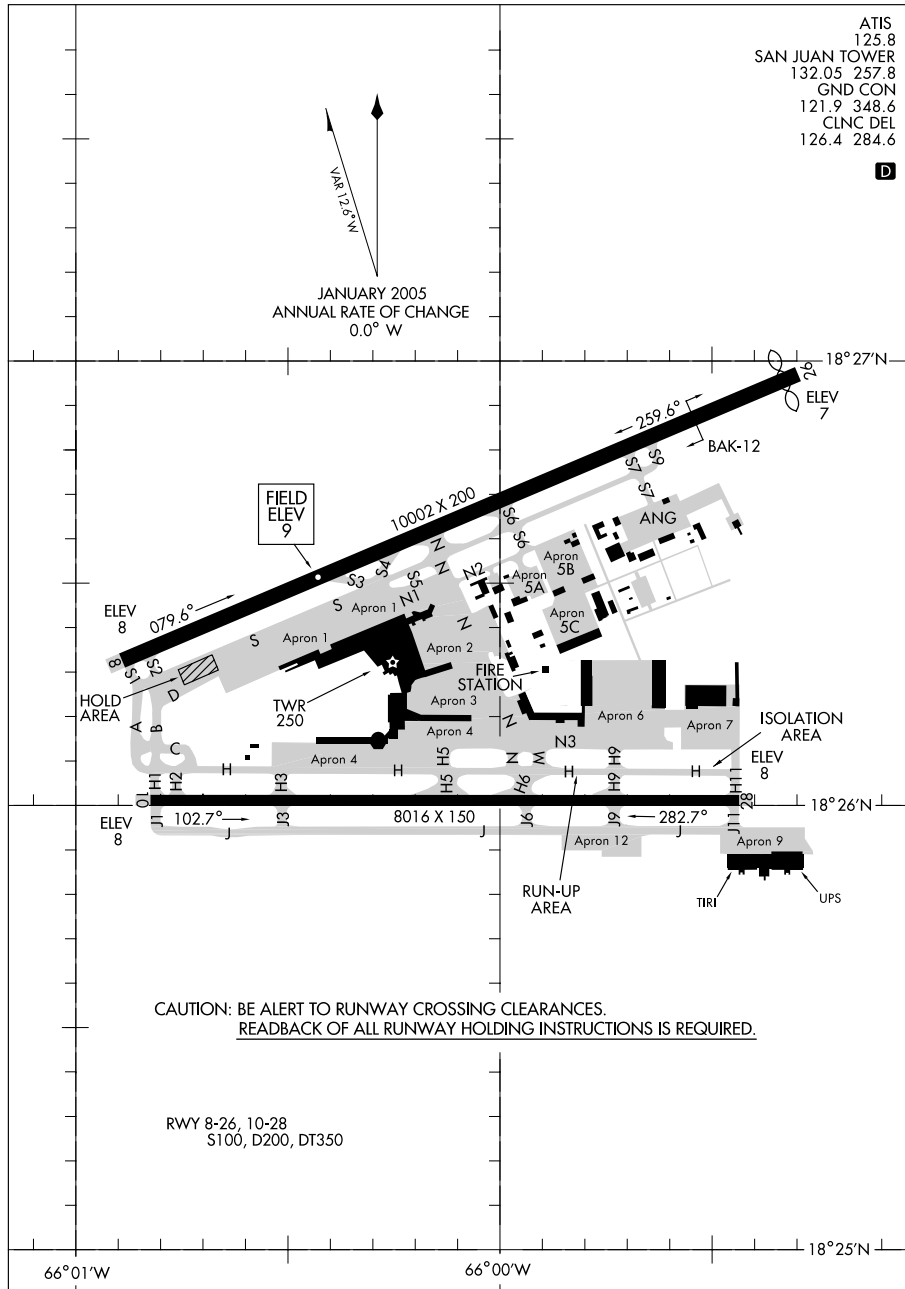 ATIS
125.8
SAN JUAN TOWER
132.05 257.8
GND CON
121.9 348.6
CLNC DEL
126.4 284.6
D
VAR 12.6° W
JANUARY 2005
ANNUAL RATE OF CHANGE
0.0° W
18°27'N
26
ELEV
7
259.6°
BAK-12
S9
S7
S7
ANG
FIELD
ELEV
9
10002 X 200
S6
S6
N
N
S4
S3
S5
N2
N1
Apron
5B
Apron
5A
Apron
5C
079.6°
ELEV
8
8
S1
S2
S
S
Apron 1
Apron 1
N
Apron 2
HOLD
AREA
D
TWR
250
FIRE
STATION
Apron 3
A
B
C
Apron 4
Apron 4
N
Apron 6
Apron 7
ISOLATION
AREA
N3
H5
N
W
H9
ELEV
8
H
H
H
H
H1
H2
H3
H5
H6
H9
H11
10
28
18°26'N
ELEV
8
J1
102.7°
J3
8016 X 150
J6
J9
282.7°
J11
J
J
J
Apron 12
Apron 9
RUN-UP
AREA
TIRI
UPS
CAUTION: BE ALERT TO RUNWAY CROSSING CLEARANCES.
READBACK OF ALL RUNWAY HOLDING INSTRUCTIONS IS REQUIRED.
RWY 8-26, 10-28
S100, D200, DT350
18°25'N
66°01'W
66°00'W